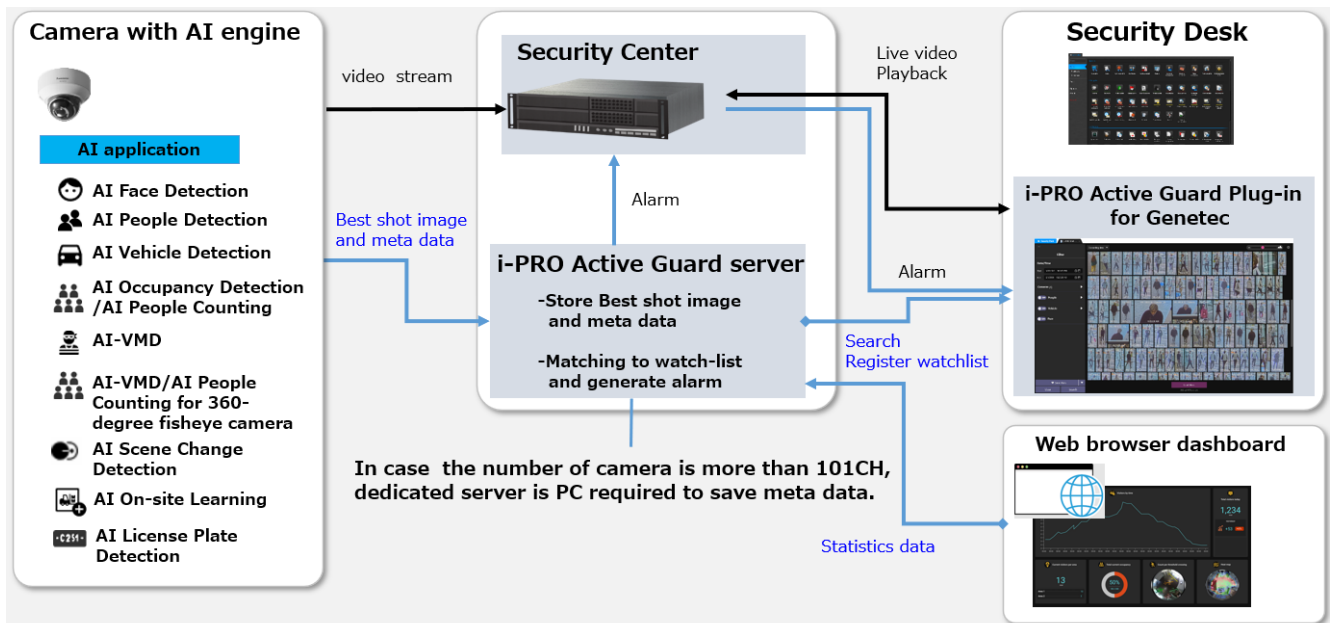 Camera with AI engine
AI application
AI Face Detection
AI People Detection
AI Vehicle Detection
AI Occupancy Detection
/AI People Counting
AI-VMD
AI-VMD/AI People
Counting for 360-
degree fisheye camera
AI Scene Change
Detection
AI On-site Learning
AI License Plate
Detection
video stream
Best shot image
and meta data
Security Center
Alarm
i-PRO Active Guard server
-Store Best shot image
and meta data
-Matching to watch-list
and generate alarm
In case the number of camera is more than 101CH,
dedicated server is PC required to save meta data.
Live video
Playback
Alarm
Search
Register watchlist
Statistics data
Security Desk
i-PRO Active Guard Plug-in
for Genetec
Web browser dashboard
1,234
13
50%